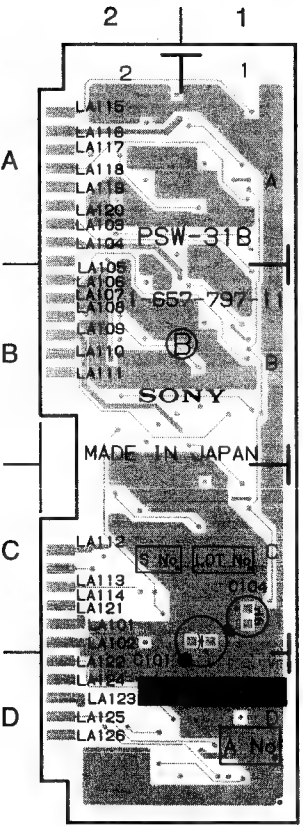 2 1
2 1
LA115
LA116
LA117
LA118
A A
LA119
LA120
LA103
PSW-31B
LA104
LA105
LA106
LA107
1-657-797-11
LA108
LA109
B
B B
LA110
LA111
SONY
MADE IN JAPAN
LA112
C C
S No LOT No
LA113
C104
LA114
LA121
LA101
LA102
LA122 C101
LA124
LA123
D D
LA125
LA126
A No